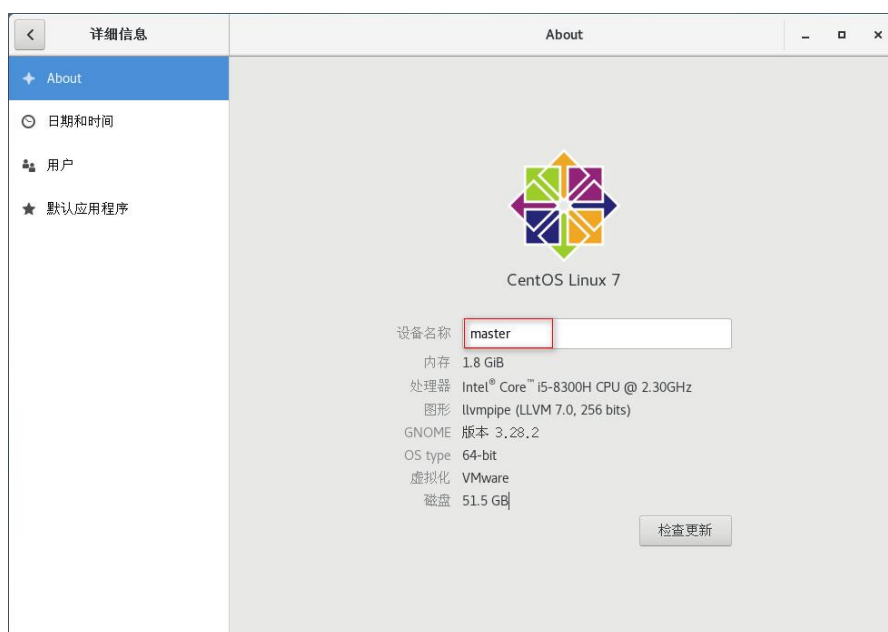 详细信息
About
About
日期和时间
用户
默认应用程序
CentOS Linux 7
设备名称 master
内存 1.8 GiB
处理器 Intel® Core™ i5-8300H CPU @ 2.30GHz
图形 llvmpipe (LLVM 7.0, 256 bits)
GNOME 版本 3.28.2
OS type 64-bit
虚拟化 VMware
磁盘 51.5 GB
检查更新